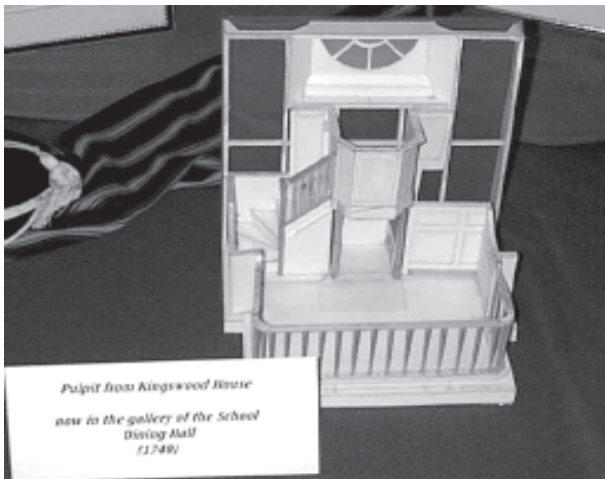 Pulpit from Kingswood House
now in the gallery of the School
Dining Hall
(1749)